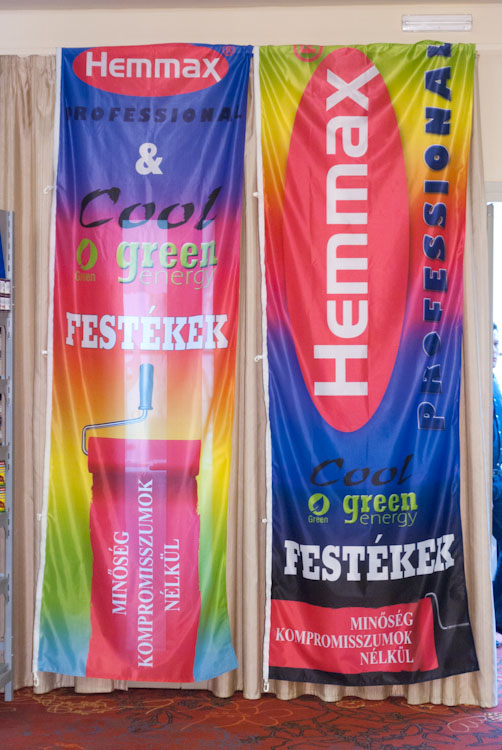 Hemmax
PROFESSIONAL
&
Cool
green
energy
Green
FESTÉKEK
MINŐSÉG
KOMPROMISSZUMOK
NÉLKÜL
Hemmax
PROFESSIONAL
Cool
green
energy
Green
FESTÉKEK
MINŐSÉG
KOMPROMISSZUMOK
NÉLKÜL